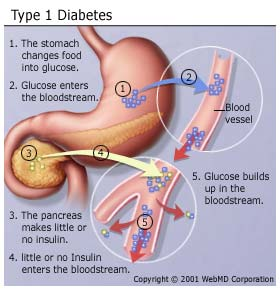 Type 1 Diabetes
1. The stomach
changes food
into glucose.
2. Glucose enters
the bloodstream.
1
2
Blood
vessel
3
4
5. Glucose builds
up in the
bloodstream.
3. The pancreas
makes little or
no insulin.
5
4. little or no Insulin
enters the bloodstream.
Copyright © 2001 WebMD Corporation